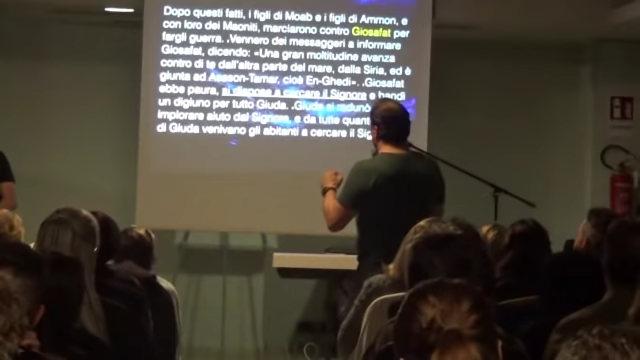 Dopo questi fatti, i figli di Moab e i figli di Ammon, e
con loro dei Maoniti, marciarono contro Giosafat per
fargli guerra. .Vennero dei messaggeri a informare
Giosafat, dicendo: «Una gran moltitudine avanza
contro di te dall'altra parte del mare, dalla Siria, ed è
giunta ad Asason-Tamar, cioè En-Ghedi». .Giosafat
ebbe paura, si dispose a cercare il Signore e bandì
un digiuno per tutto Giuda. .Giuda si radunò
implorare aiuto dal Signore, e da tutte
di Giuda venivano gli abitanti a cercare il